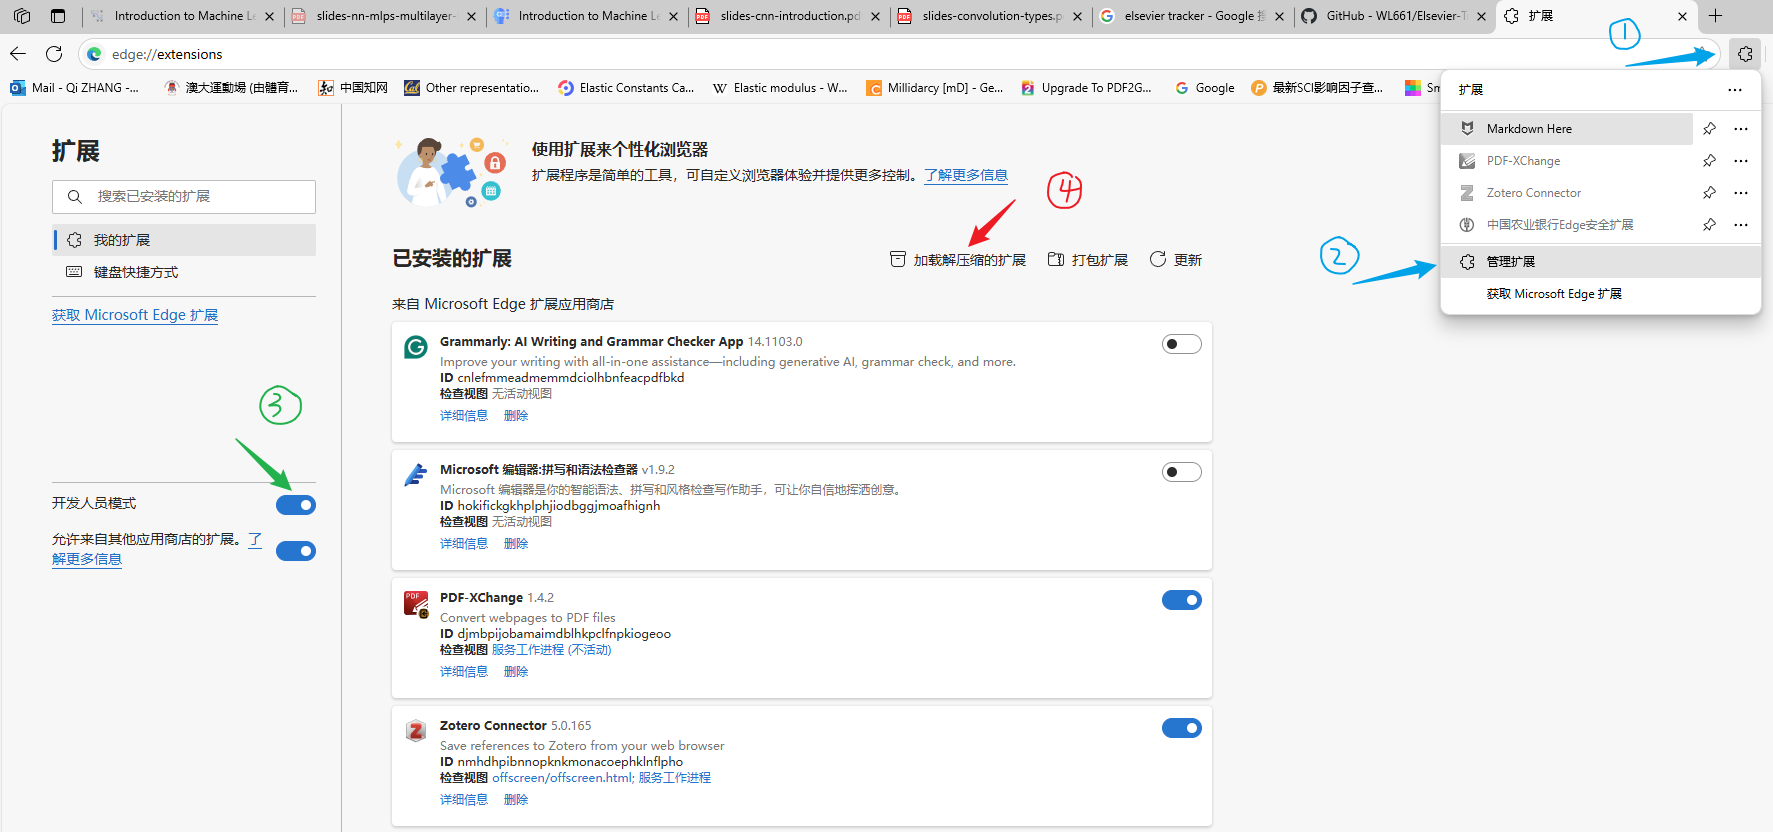 Introduction to Machine Le
slides-nn-mlps-multilayer-
Introduction to Machine Le
slides-cnn-introduction.pd
slides-convolution-types.p
elsevier tracker - Google 搜
GitHub - WL661/Elsevier-T
扩展
edge://extensions
Mail - Qi ZHANG -...
澳大運動場 (由體育...
中国知网
Other representatio...
Elastic Constants Ca...
Elastic modulus - W...
Millidarcy [mD] - Ge...
Upgrade To PDF2G...
Google
最新SCI影响因子查...
Sm
①
扩展
Markdown Here
PDF-XChange
Zotero Connector
中国农业银行Edge安全扩展
②
管理扩展
获取 Microsoft Edge 扩展
扩展
搜索已安装的扩展
我的扩展
键盘快捷方式
获取 Microsoft Edge 扩展
③
开发人员模式
允许来自其他应用商店的扩展。了
解更多信息
使用扩展来个性化浏览器
扩展程序是简单的工具，可自定义浏览器体验并提供更多控制。了解更多信息
④
已安装的扩展
加载解压缩的扩展
打包扩展
更新
来自 Microsoft Edge 扩展应用商店
Grammarly: AI Writing and Grammar Checker App 14.1103.0
Improve your writing with all-in-one assistance—including generative AI, grammar check, and more.
ID cnlefmmeadmemmdciolhbnfeacpdfbkd
检查视图 无活动视图
详细信息 删除
Microsoft 编辑器:拼写和语法检查器 v1.9.2
Microsoft 编辑器是你的智能语法、拼写和风格检查写作助手，可让你自信地挥洒创意。
ID hokifickgkhplphjiodbggjmoafhignh
检查视图 无活动视图
详细信息 删除
PDF
PDF-XChange 1.4.2
Convert webpages to PDF files
ID djmbpijobamaimdblhkpclfnpkiogeoo
检查视图 服务工作进程 (不活动)
详细信息 删除
Zotero Connector 5.0.165
Save references to Zotero from your web browser
ID nmhdhpibnnopknkmonacoephklnflpho
检查视图 offscreen/offscreen.html; 服务工作进程
详细信息 删除